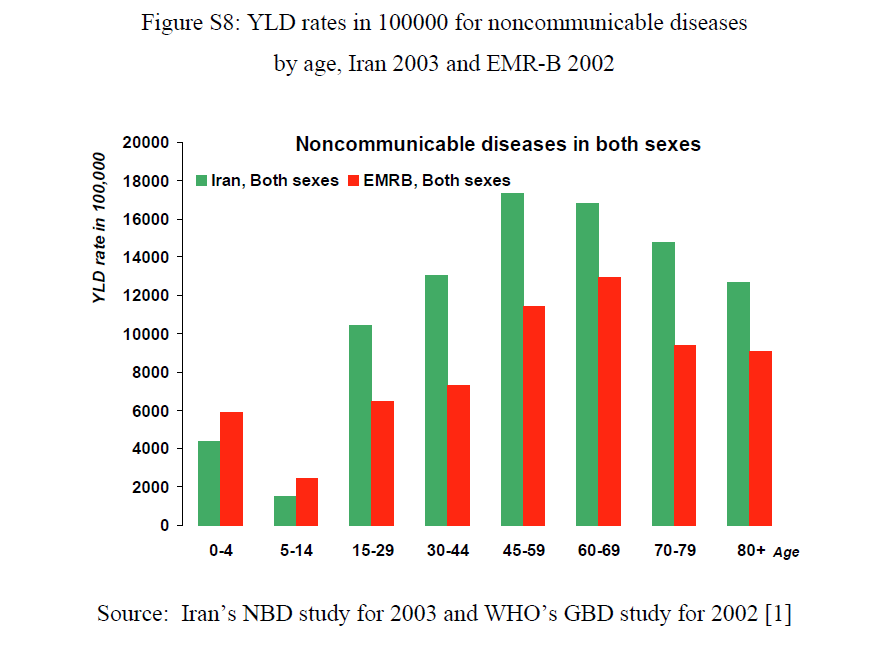 Figure S8: YLD rates in 100000 for noncommunicable diseases
by age, Iran 2003 and EMR-B 2002
Noncommunicable diseases in both sexes
Iran, Both sexes EMRB, Both sexes
YLD rate in 100,000
20000
18000
16000
14000
12000
10000
8000
6000
4000
2000
0
0-4 5-14 15-29 30-44 45-59 60-69 70-79 80+ Age
Source: Iran’s NBD study for 2003 and WHO’s GBD study for 2002 [1]